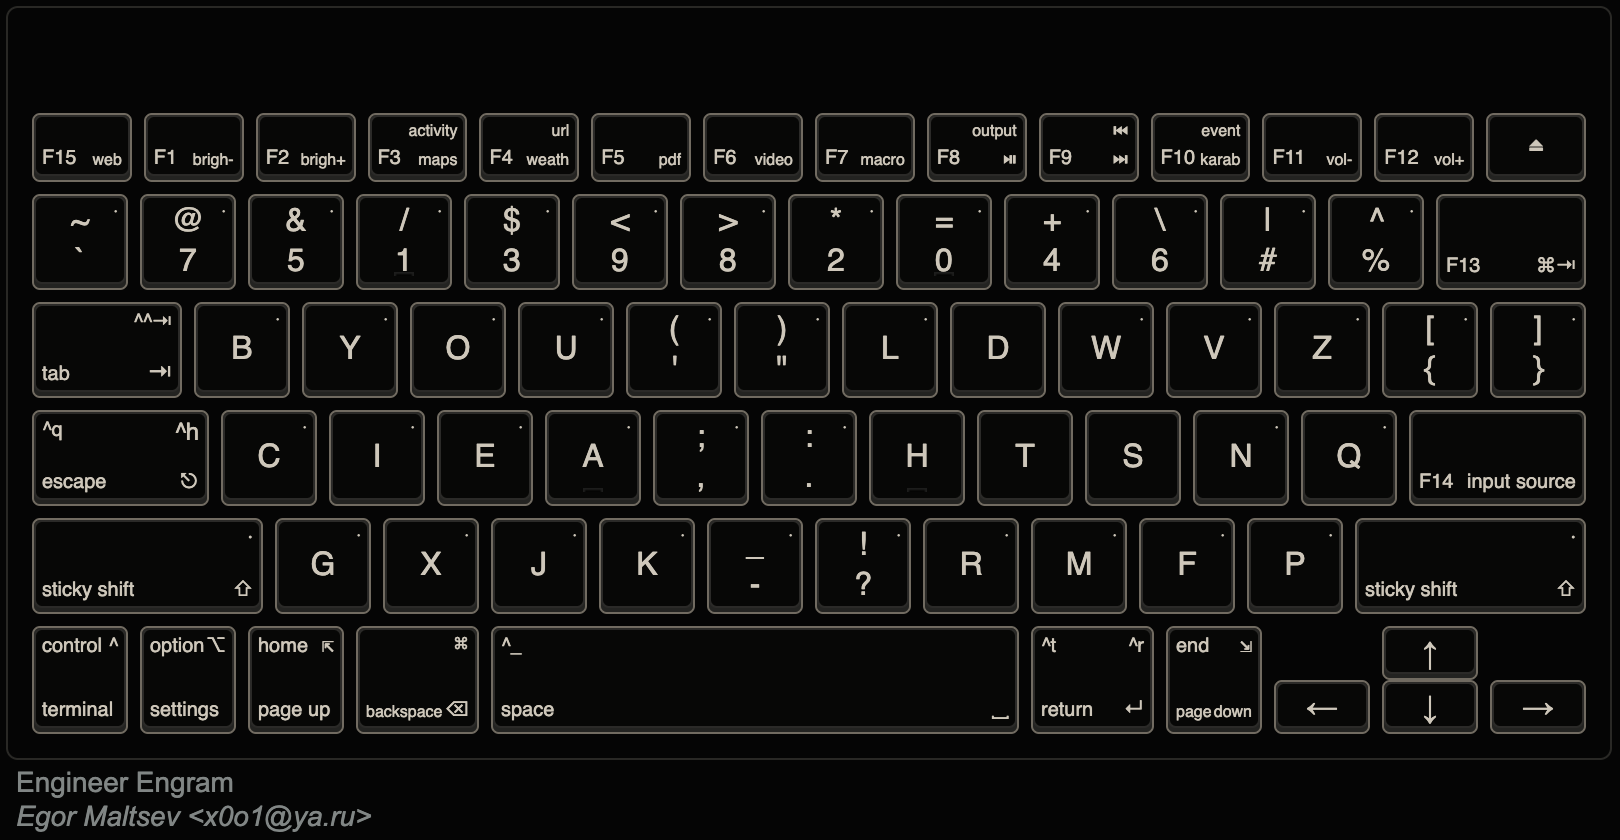 activity url output ⏮ event
F15 web F1 brigh- F2 brigh+ F3 maps F4 weath F5 pdf F6 video F7 macro F8 ⏯ F9 ⏭ F10 karab F11 vol- F12 vol+ ⏏
~ @ & / $ < > * = + \ | ^
` 7 5 1 3 9 8 2 0 4 6 # % F13 ⌘⇥
^^⇥ ( ) [ ]
tab ⇥ B Y O U ' " L D W V Z { }
^q ^h ; :
escape ⎋ C I E A , . H T S N Q F14 input source
_ !
sticky shift ⇧ G X J K - ? R M F P sticky shift ⇧
control ^ option ⌥ home ⇱ ⌘ ^_ ^t ^r end ⇲ ↑
terminal settings page up backspace ⌫ space ⎵ return ↵ page down ← ↓ →
Engineer Engram
Egor Maltsev <x0o1@ya.ru>